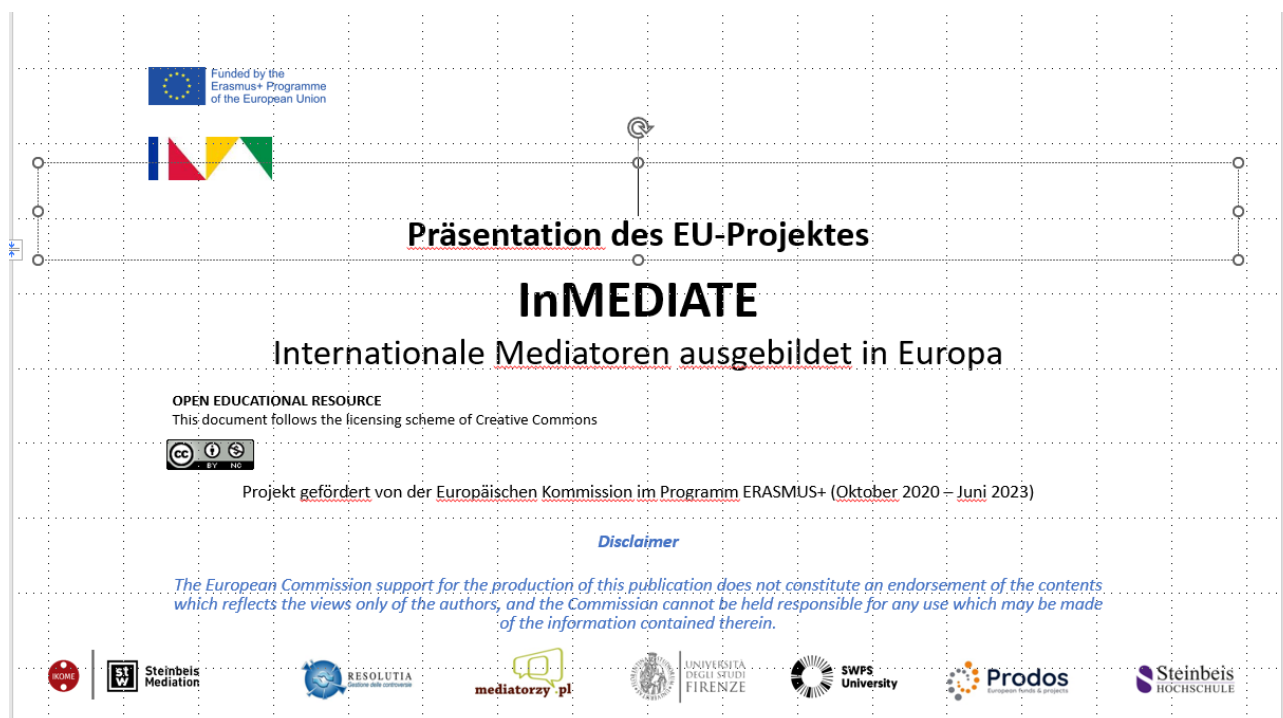 Funded by the
Erasmus+ Programme
of the European Union
Präsentation des EU-Projektes
InMEDIATE
Internationale Mediatoren ausgebildet in Europa
OPEN EDUCATIONAL RESOURCE
This document follows the licensing scheme of Creative Commons
cc
BY NC
Projekt gefördert von der Europäischen Kommission im Programm ERASMUS+ (Oktober 2020 – Juni 2023)
Disclaimer
The European Commission support for the production of this publication does not constitute an endorsement of the contents
which reflects the views only of the authors, and the Commission cannot be held responsible for any use which may be made
of the information contained therein.
IKOME
Steinbeis
Mediation
RESOLUTIA
Gestione delle controversie
mediatorzy.pl
UNIVERSITÀ
DEGLI STUDI
FIRENZE
SWPS
University
Prodos
European funds & projects
Steinbeis
HOCHSCHULE